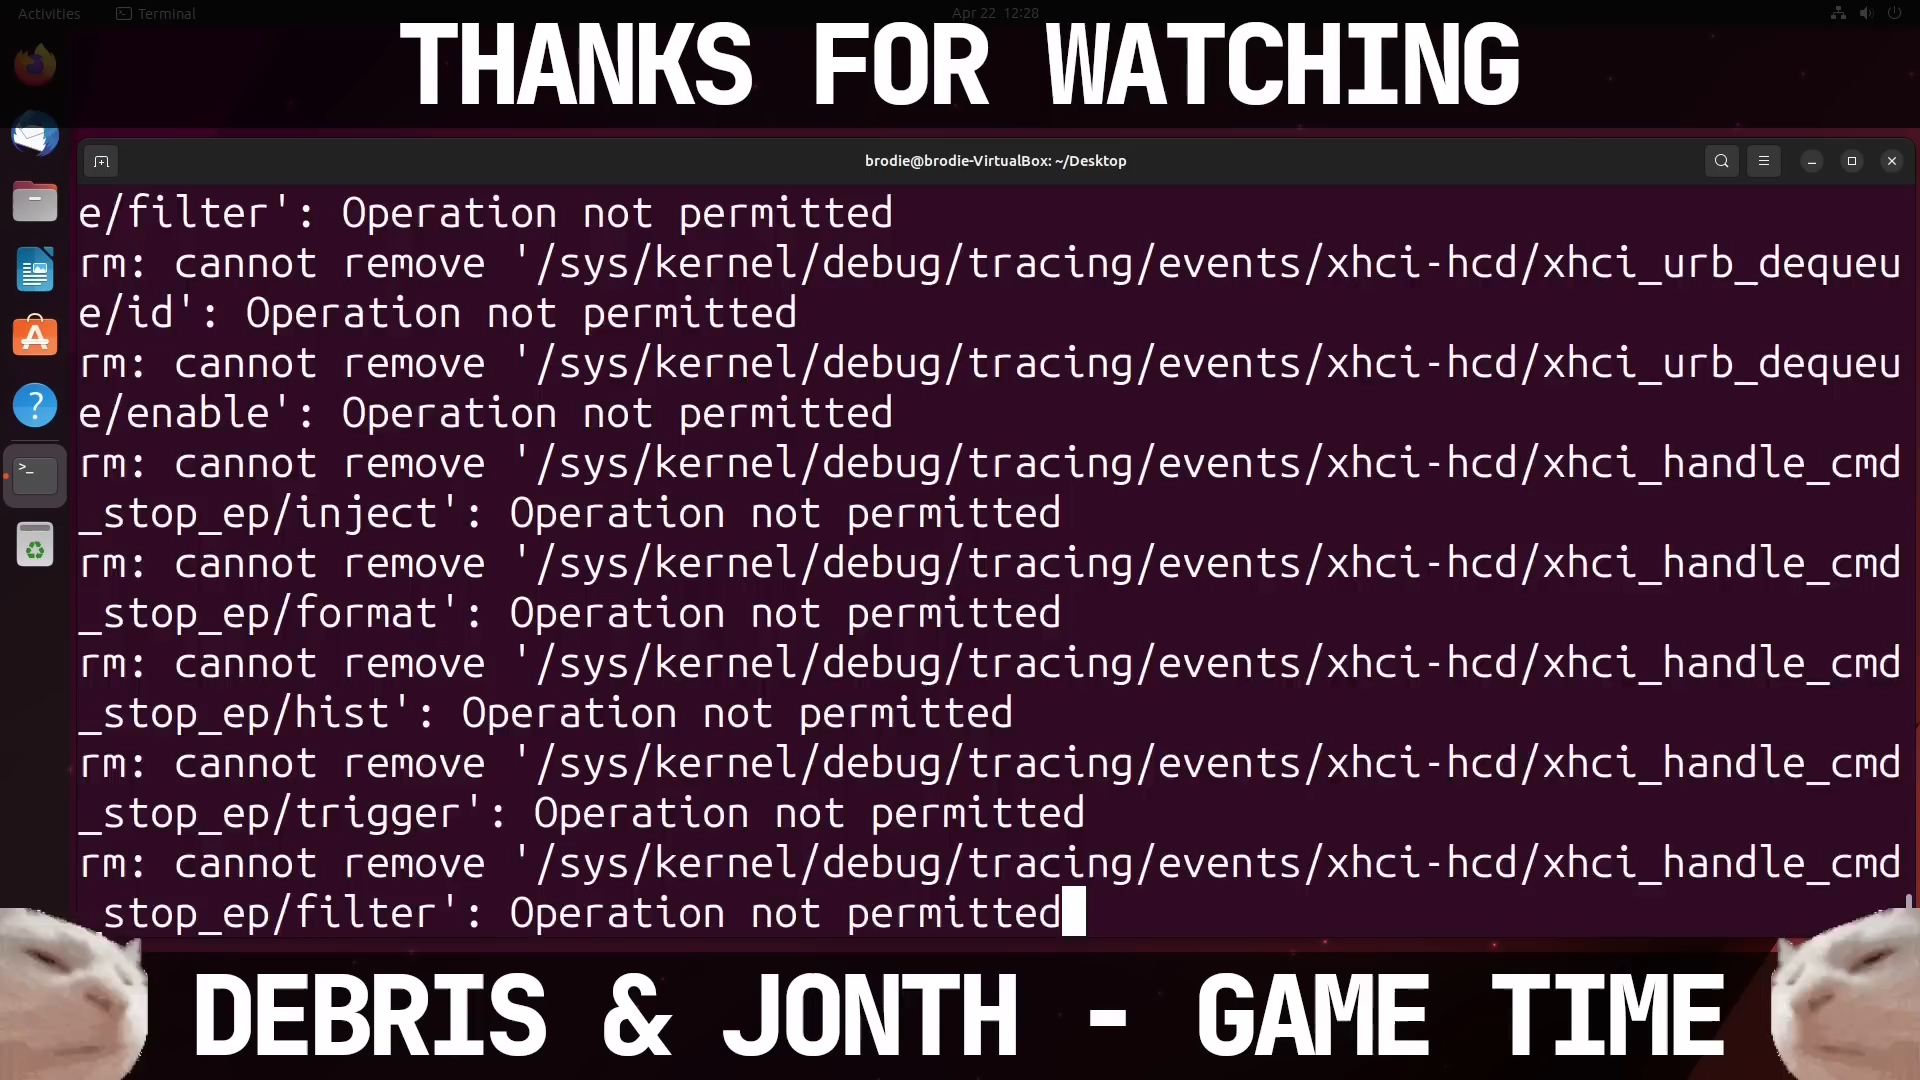 Activities Terminal Apr 22 12:28
THANKS FOR WATCHING
brodie@brodie-VirtualBox: ~/Desktop
e/filter': Operation not permitted
rm: cannot remove '/sys/kernel/debug/tracing/events/xhci-hcd/xhci_urb_dequeu
e/id': Operation not permitted
rm: cannot remove '/sys/kernel/debug/tracing/events/xhci-hcd/xhci_urb_dequeu
e/enable': Operation not permitted
rm: cannot remove '/sys/kernel/debug/tracing/events/xhci-hcd/xhci_handle_cmd
_stop_ep/inject': Operation not permitted
rm: cannot remove '/sys/kernel/debug/tracing/events/xhci-hcd/xhci_handle_cmd
_stop_ep/format': Operation not permitted
rm: cannot remove '/sys/kernel/debug/tracing/events/xhci-hcd/xhci_handle_cmd
_stop_ep/hist': Operation not permitted
rm: cannot remove '/sys/kernel/debug/tracing/events/xhci-hcd/xhci_handle_cmd
_stop_ep/trigger': Operation not permitted
rm: cannot remove '/sys/kernel/debug/tracing/events/xhci-hcd/xhci_handle_cmd
_stop_ep/filter': Operation not permitted
DEBRIS & JONTH - GAME TIME